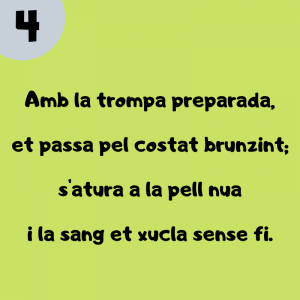 4
Amb la trompa preparada,
et passa pel costat brunzint;
s'atura a la pell nua
i la sang et xucla sense fi.